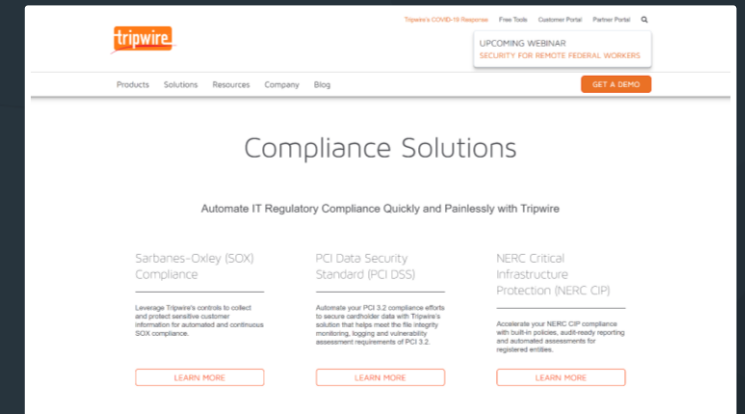 Tripwire's COVID-19 Response Free Tools Customer Portal Partner Portal
tripwire
UPCOMING WEBINAR
SECURITY FOR REMOTE FEDERAL WORKERS
Products Solutions Resources Company Blog
GET A DEMO
Compliance Solutions
Automate IT Regulatory Compliance Quickly and Painlessly with Tripwire
Sarbanes-Oxley (SOX)
Compliance
Leverage Tripwire's controls to collect
and protect sensitive customer
information for automated and continuous
SOX compliance.
LEARN MORE
PCI Data Security
Standard (PCI DSS)
Automate your PCI 3.2 compliance efforts
to secure cardholder data with Tripwire's
solution that helps meet the file integrity
monitoring, logging and vulnerability
assessment requirements of PCI 3.2.
LEARN MORE
NERC Critical
Infrastructure
Protection (NERC CIP)
Accelerate your NERC CIP compliance
with built-in policies, audit-ready reporting
and automated assessments for
registered entities.
LEARN MORE